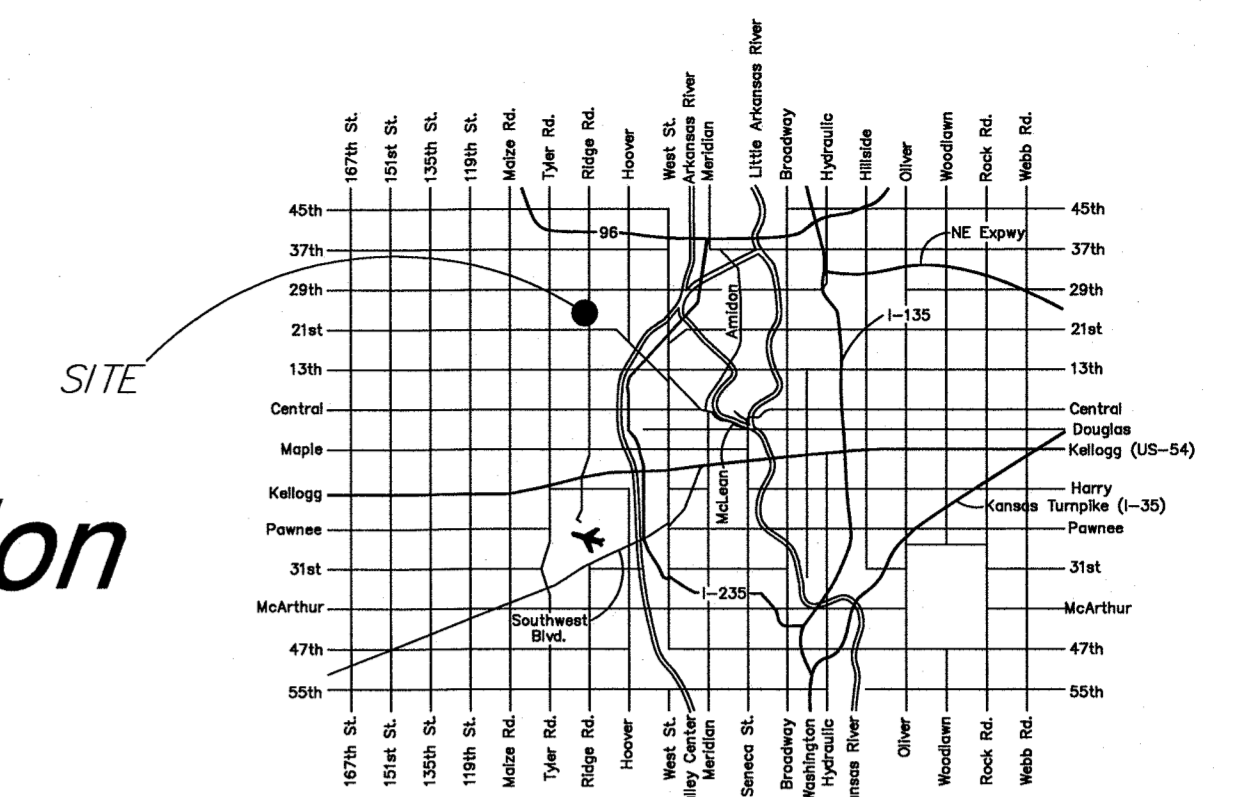 167th St.
151st St.
135th St.
119th St.
Maize Rd.
Tyler Rd.
Ridge Rd.
Hoover
West St.
Arkansas River
Meridian
Little Arkansas River
Broadway
Hydraulic
Hillside
Oliver
Woodlawn
Rock Rd.
Webb Rd.
45th
45th
96
NE Expwy
37th
37th
29th
29th
Amidon
I-135
21st
21st
SITE
13th
13th
Central
Central
Douglas
Maple
Kellogg (US-54)
McLean
Kellogg
Harry
Kansas Turnpike (I-35)
on
Pawnee
Pawnee
31st
31st
I-235
McArthur
McArthur
Southwest
Blvd.
47th
47th
55th
55th
167th St.
151st St.
135th St.
119th St.
Maize Rd.
Tyler Rd.
Ridge Rd.
Hoover
West St.
alley Center
Meridian
Seneca St.
Broadway
Washington
Hydraulic
nsas River
Oliver
Woodlawn
Rock Rd.
Webb Rd.